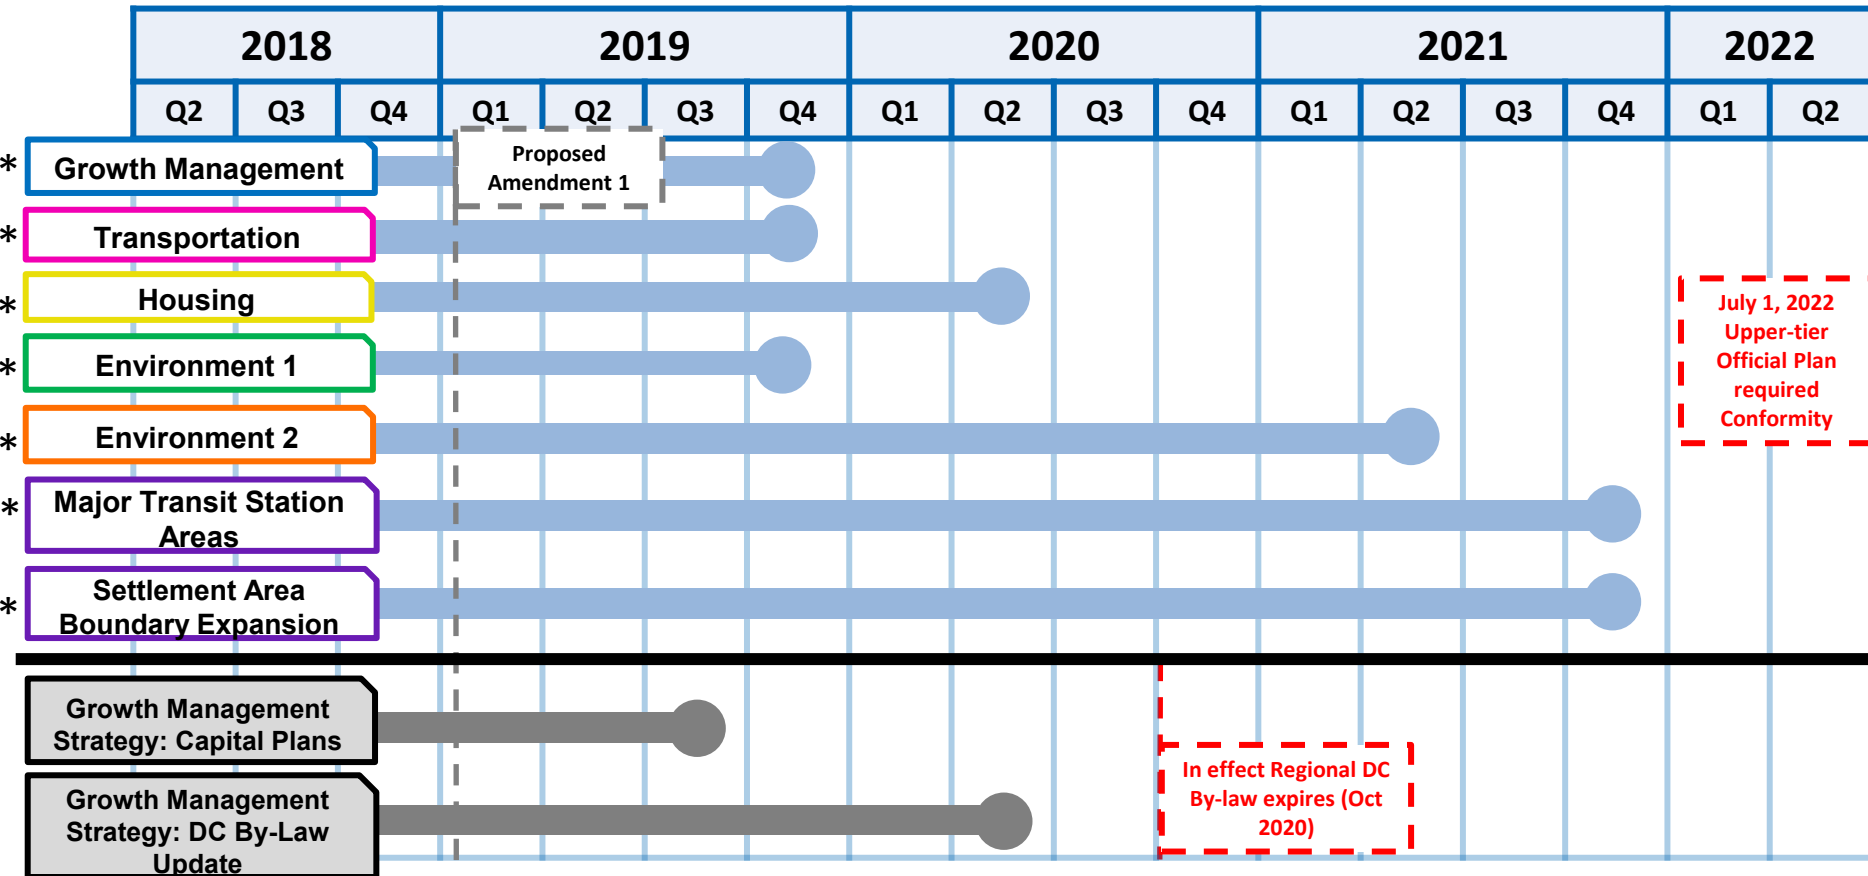 2018 2019 2020 2021 2022
Q2 Q3 Q4 Q1 Q2 Q3 Q4 Q1 Q2 Q3 Q4 Q1 Q2 Q3 Q4 Q1 Q2
* Growth Management
Proposed
Amendment 1
* Transportation
* Housing
* Environment 1
* Environment 2
* Major Transit Station
Areas
* Settlement Area
Boundary Expansion
July 1, 2022
Upper-tier
Official Plan
required
Conformity
Growth Management
Strategy: Capital Plans
Growth Management
Strategy: DC By-Law
Update
In effect Regional DC
By-law expires (Oct
2020)